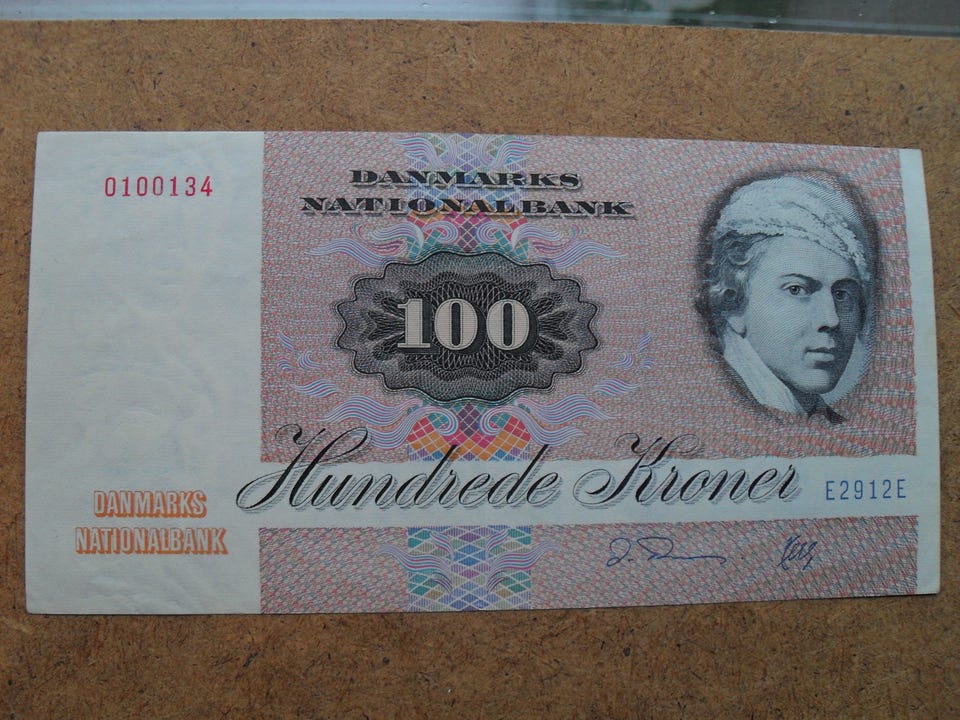 0100134
DANMARKS
NATIONALBANK
100
Hundrede Kroner
E2912E
DANMARKS
NATIONALBANK